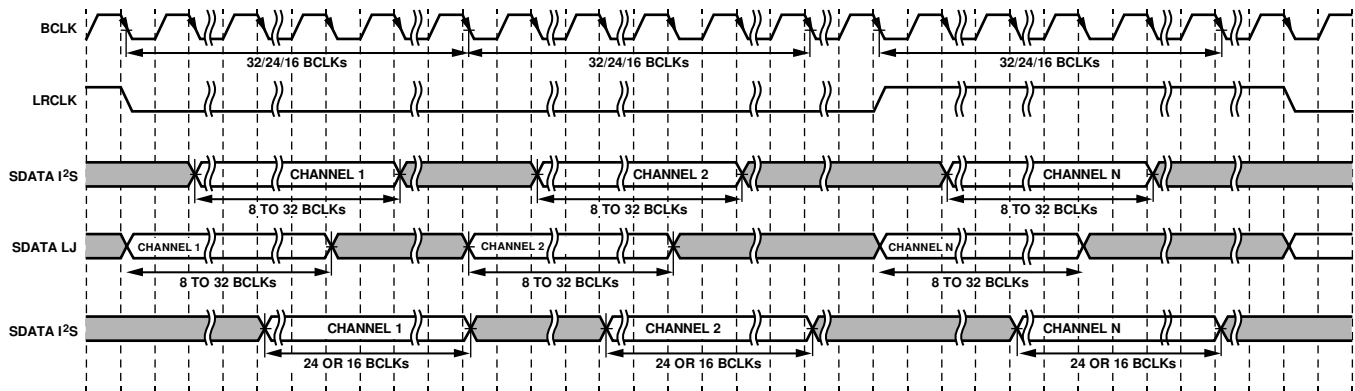 BCLK
32/24/16 BCLKs 32/24/16 BCLKs 32/24/16 BCLKs
LRCLK
SDATA I²S CHANNEL 1 CHANNEL 2 CHANNEL N
8 TO 32 BCLKs 8 TO 32 BCLKs 8 TO 32 BCLKs
SDATA LJ CHANNEL 1 CHANNEL 2 CHANNEL N
8 TO 32 BCLKs 8 TO 32 BCLKs 8 TO 32 BCLKs
SDATA I²S CHANNEL 1 CHANNEL 2 CHANNEL N
24 OR 16 BCLKs 24 OR 16 BCLKs 24 OR 16 BCLKs